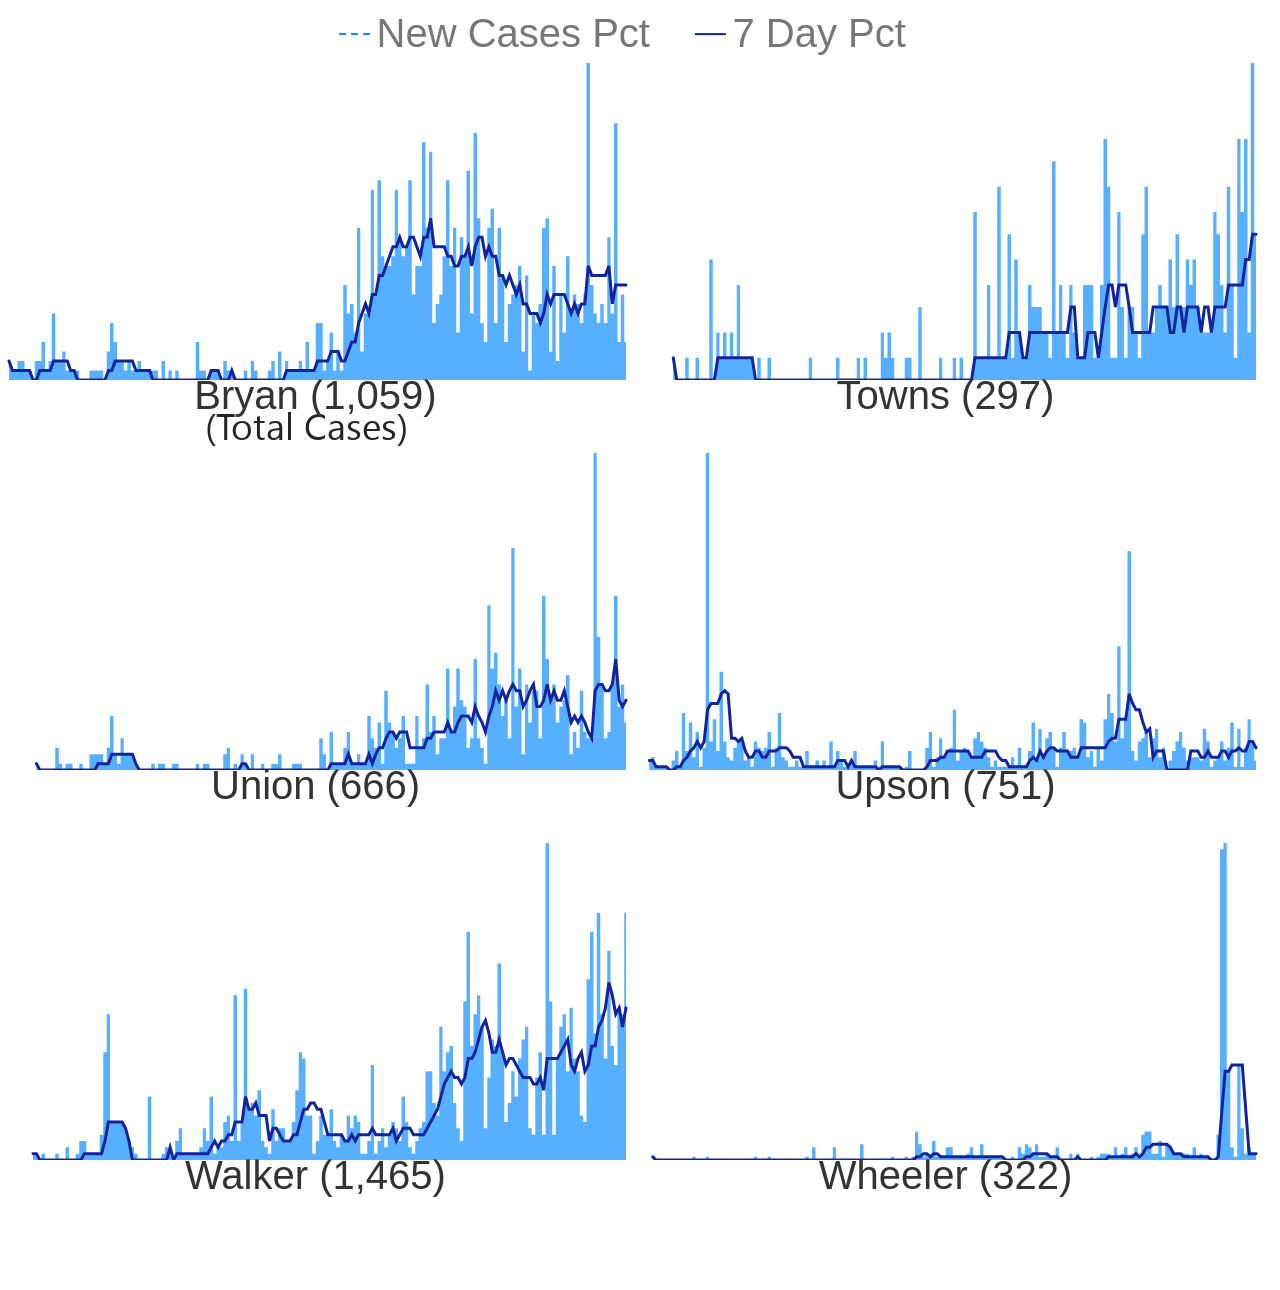 New Cases Pct 7 Day Pct
Bryan (1,059)
(Total Cases)
Towns (297)
Union (666)
Upson (751)
Walker (1,465)
Wheeler (322)